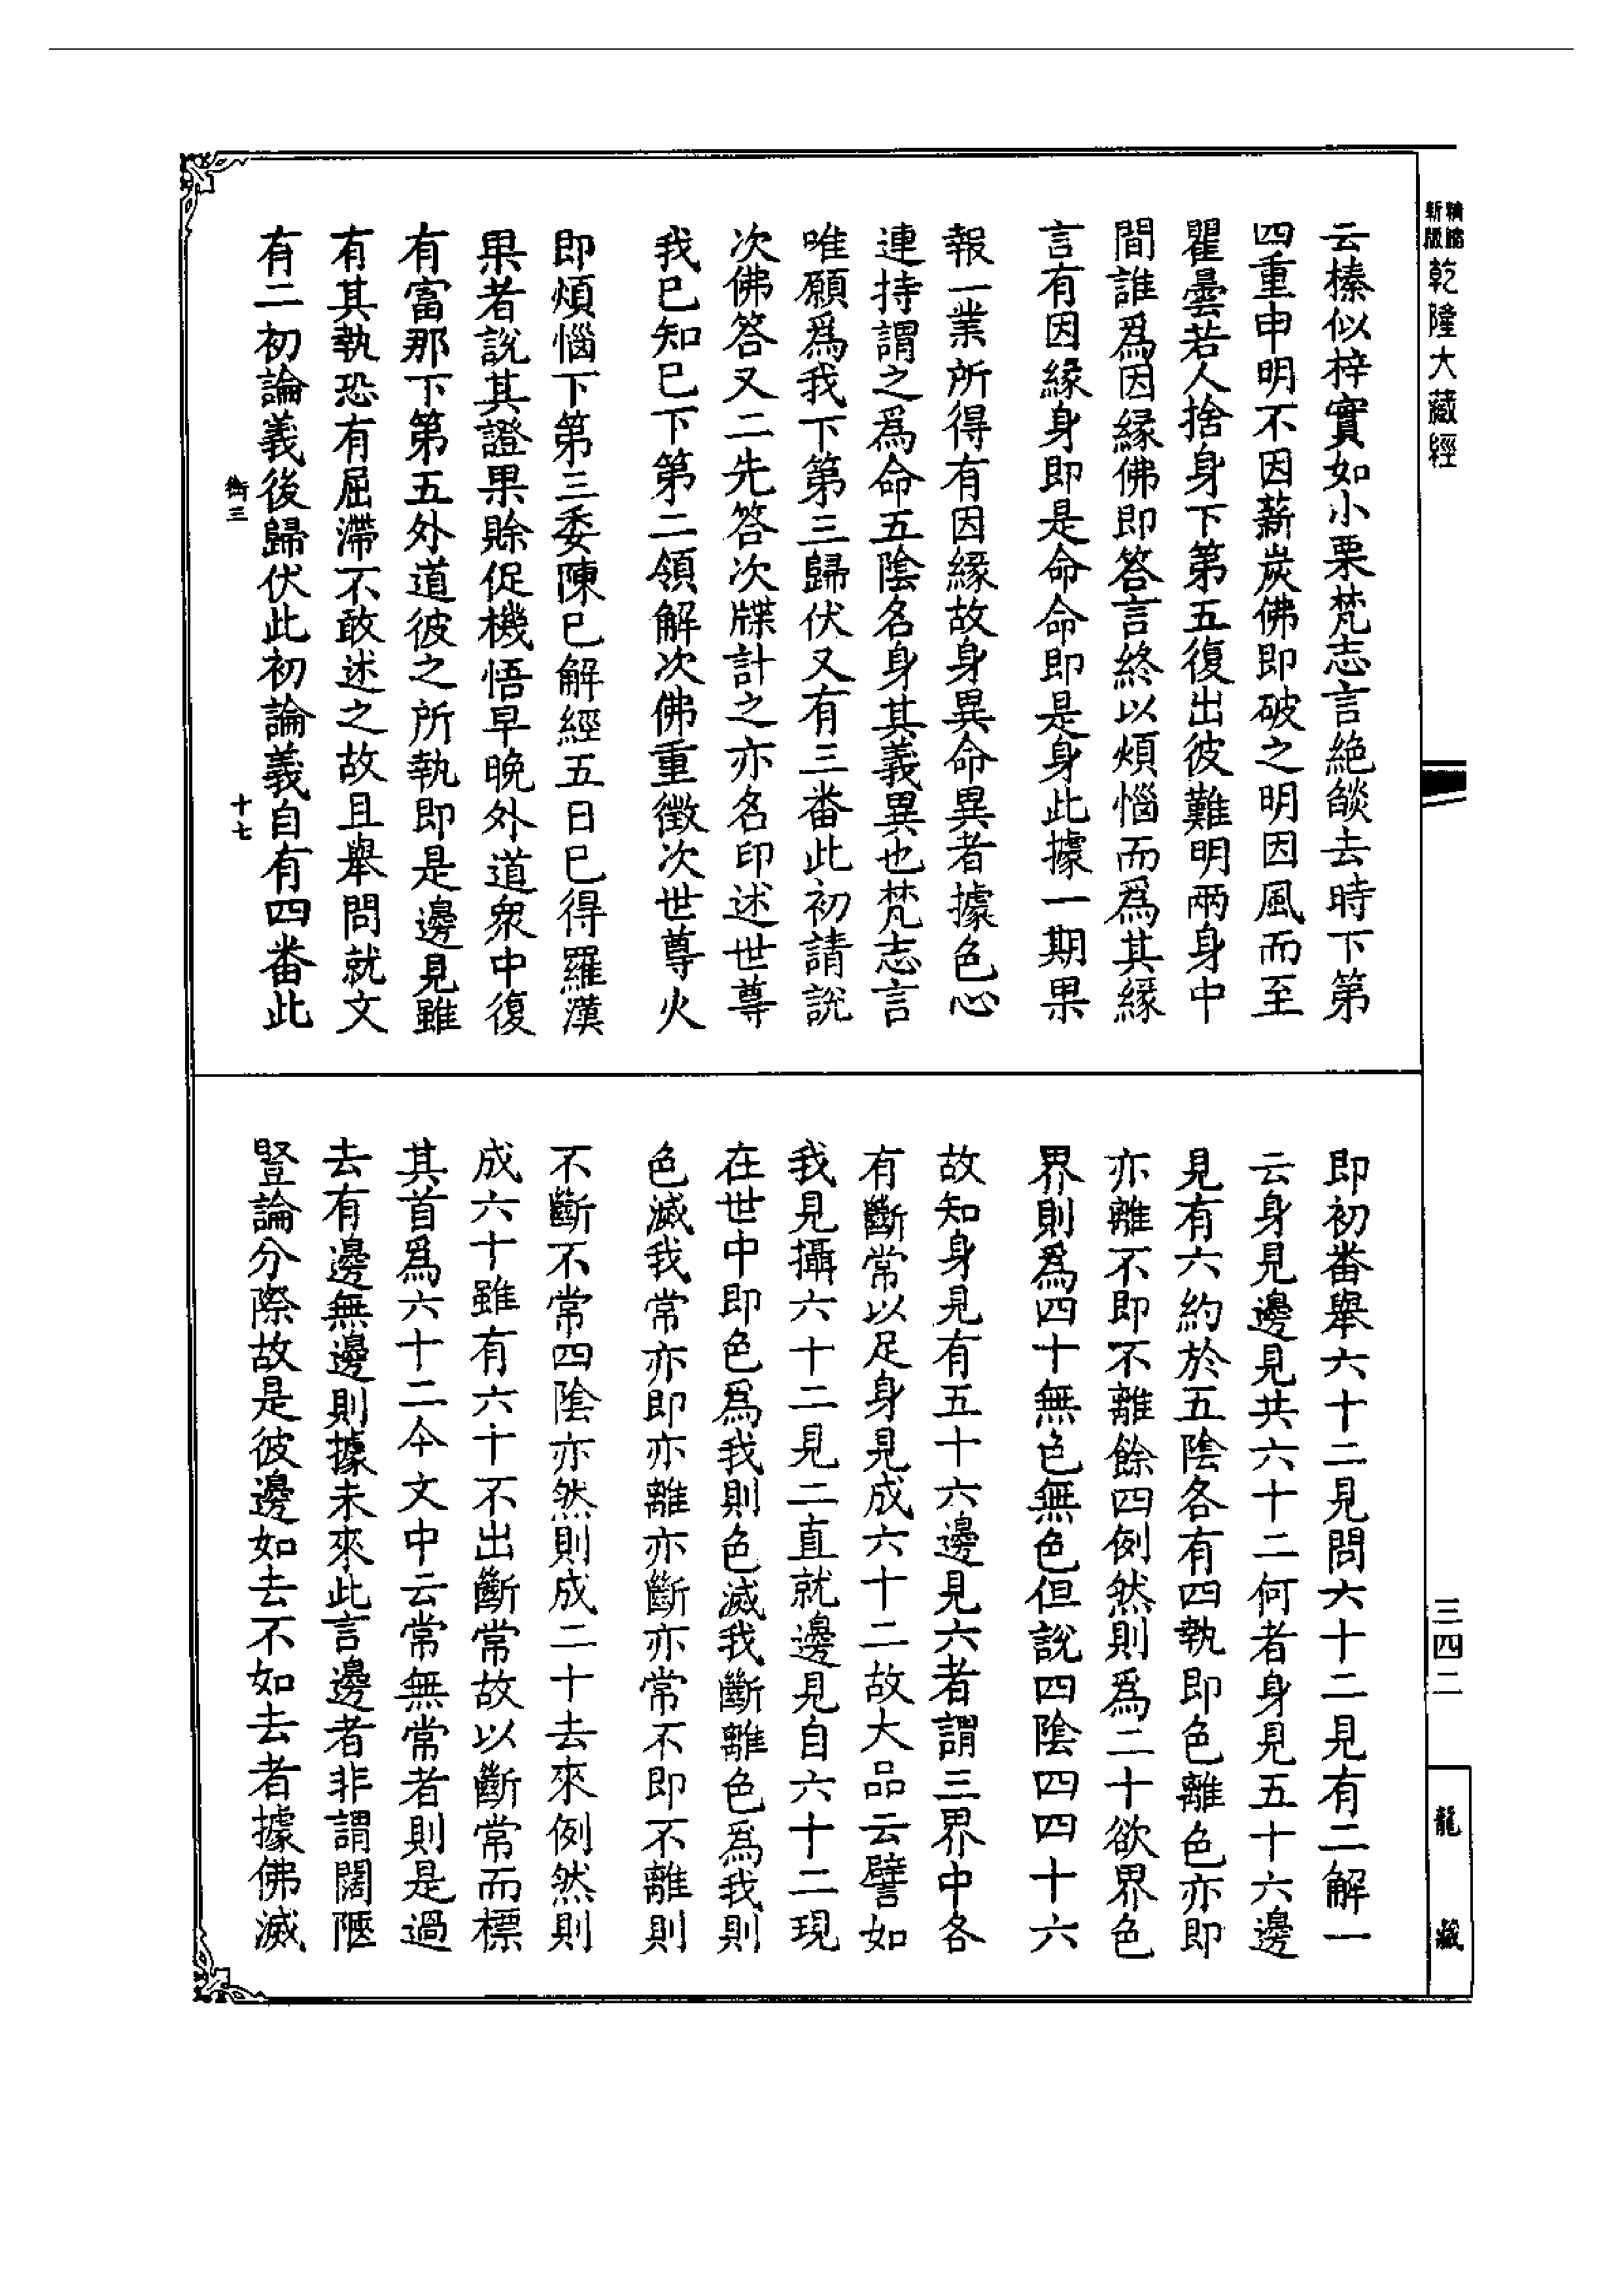 精縮新版乾隆大藏經
云榛似梓實如小栗梵志言絶燄去時下第
四重申明不因薪炭佛即破之明因風而至
瞿曇若人捨身下第五復出彼難明兩身中
間誰爲因緣佛即答言終以煩惱而爲其緣
言有因緣身即是命命即是身此據一期果
報一業所得有因緣故身異命異者據色心
連持謂之爲命五陰名身其義異也梵志言
唯願爲我下第三歸伏又有三番此初請說
次佛答又二先答次牒計之亦名印述世尊
我已知已下第二領解次佛重徵次世尊火
即煩惱下第三委陳已解經五日已得羅漢
果者說其證果賒促機悟早晚外道衆中復
有富那下第五外道彼之所執即是邊見雖
有其執恐有屈滯不敢述之故且舉問就文
有二初論義後歸伏此初論義自有四番此
衡三
十七
即初番舉六十二見問六十二見有二解一
云身見邊見共六十二何者身見五十六邊
見有六約於五陰各有四執即色離色亦即
亦離不即不離餘四例然則爲二十欲界色
界則爲四十無色無色但說四陰四四十六
故知身見有五十六邊見六者謂三界中各
有斷常以足身見成六十二故大品云譬如
我見攝六十二見二直就邊見自六十二現
在世中即色爲我則色滅我斷離色爲我則
色滅我常亦即亦離亦斷亦常不即不離則
不斷不常四陰亦然則成二十去來例然則
成六十雖有六十不出斷常故以斷常而標
其首爲六十二今文中云常無常者則是過
去有邊無邊則據未來此言邊者非謂闊陿
豎論分際故是彼邊如去不如去者據佛滅
三四二
龍藏